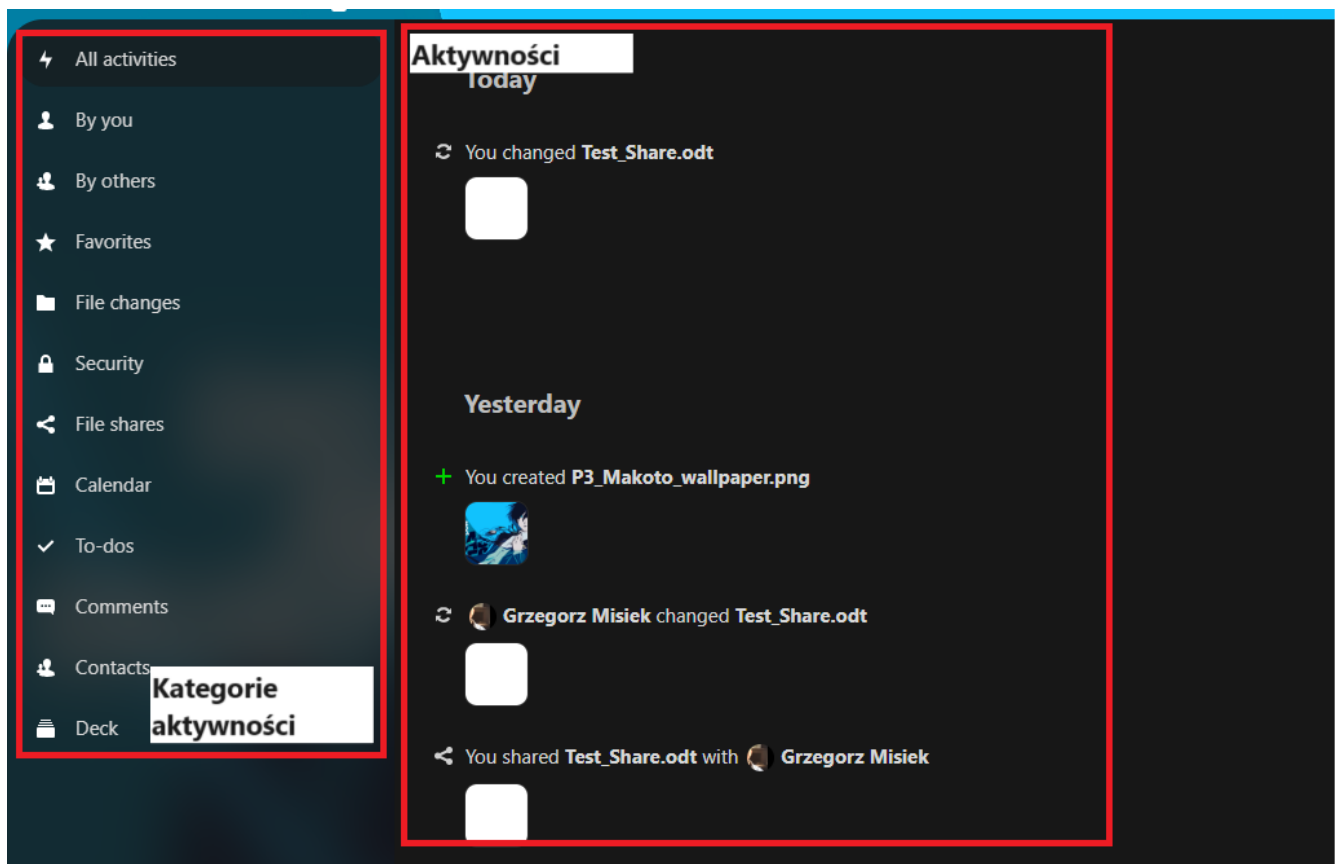 All activities
By you
By others
Favorites
File changes
Security
File shares
Calendar
To-dos
Comments
Contacts
Deck
Kategorie
aktywności
Aktywności
Today
You changed Test_Share.odt
Yesterday
You created P3_Makoto_wallpaper.png
Grzegorz Misiek changed Test_Share.odt
You shared Test_Share.odt with Grzegorz Misiek